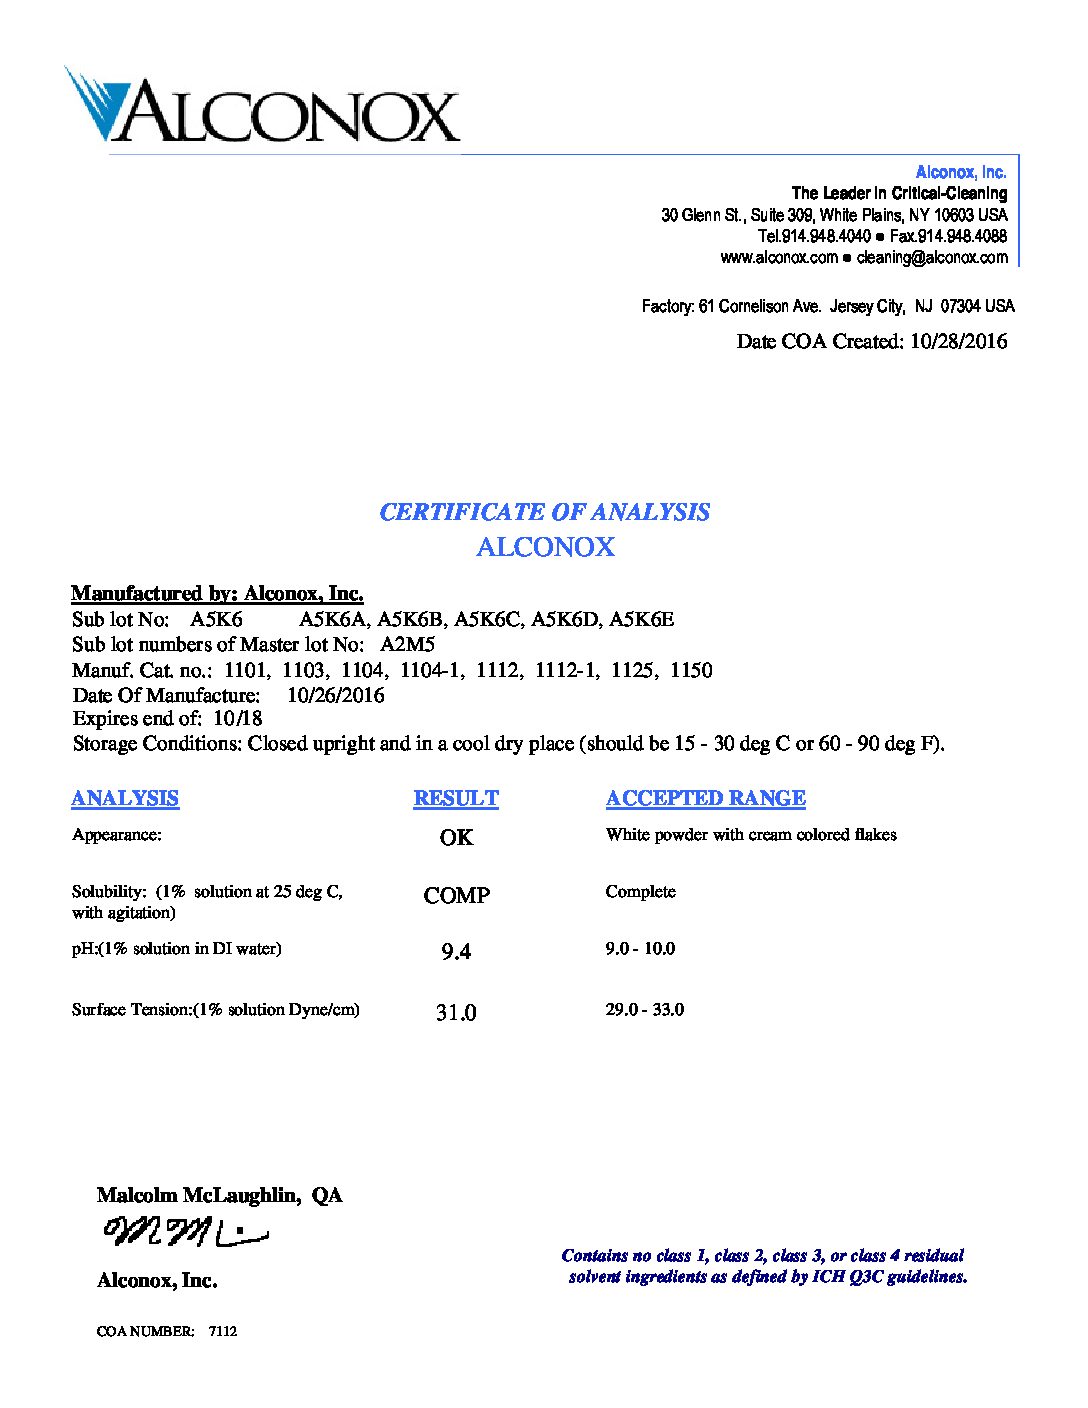 ALCONOX
Alconox, Inc.
The Leader in Critical-Cleaning
30 Glenn St., Suite 309, White Plains, NY 10603 USA
Tel.914.948.4040 ● Fax.914.948.4088
www.alconox.com ● cleaning@alconox.com
Factory: 61 Cornelison Ave. Jersey City, NJ 07304 USA
Date COA Created: 10/28/2016
CERTIFICATE OF ANALYSIS
ALCONOX
Manufactured by: Alconox, Inc.
Sub lot No: A5K6 A5K6A, A5K6B, A5K6C, A5K6D, A5K6E
Sub lot numbers of Master lot No: A2M5
Manuf. Cat. no.: 1101, 1103, 1104, 1104-1, 1112, 1112-1, 1125, 1150
Date Of Manufacture: 10/26/2016
Expires end of: 10/18
Storage Conditions: Closed upright and in a cool dry place (should be 15 - 30 deg C or 60 - 90 deg F).
ANALYSIS RESULT ACCEPTED RANGE
Appearance: OK White powder with cream colored flakes
Solubility: (1% solution at 25 deg C, COMP Complete
with agitation)
pH:(1% solution in DI water) 9.4 9.0 - 10.0
Surface Tension:(1% solution Dyne/cm) 31.0 29.0 - 33.0
Malcolm McLaughlin, QA
Alconox, Inc.
Contains no class 1, class 2, class 3, or class 4 residual
solvent ingredients as defined by ICH Q3C guidelines.
COA NUMBER: 7112